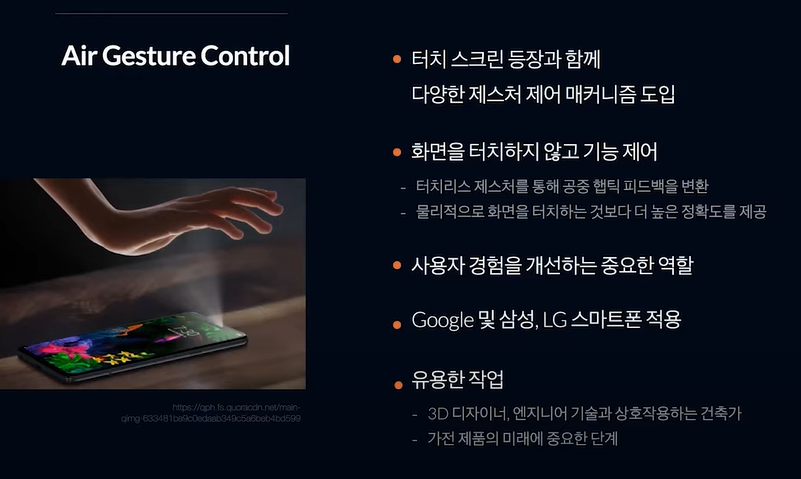 Air Gesture Control
터치 스크린 등장과 함께
다양한 제스처 제어 매커니즘 도입
화면을 터치하지 않고 기능 제어
- 터치리스 제스처를 통해 공중 햅틱 피드백을 변환
- 물리적으로 화면을 터치하는 것보다 더 높은 정확도를 제공
사용자 경험을 개선하는 중요한 역할
Google 및 삼성, LG 스마트폰 적용
유용한 작업
- 3D 디자이너, 엔지니어 기술과 상호작용하는 건축가
- 가전 제품의 미래에 중요한 단계
https://qph.fs.quoracdn.net/main-